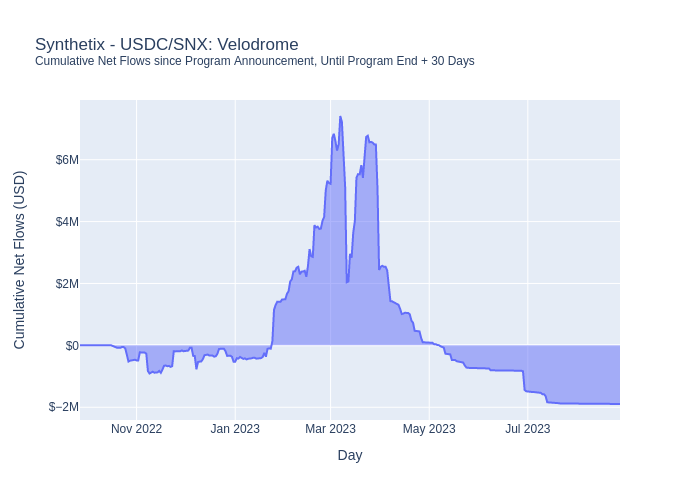 Synthetix - USDC/SNX: Velodrome
Cumulative Net Flows since Program Announcement, Until Program End + 30 Days
Cumulative Net Flows (USD)
$6M
$4M
$2M
$0
$−2M
Nov 2022
Jan 2023
Mar 2023
May 2023
Jul 2023
Day